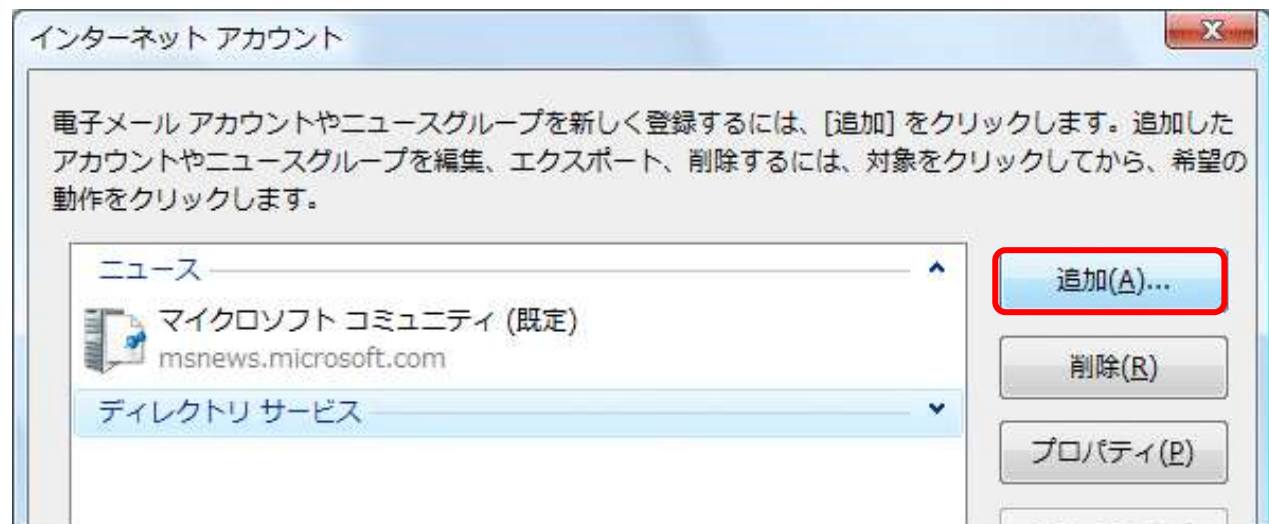 インターネット アカウント
電子メール アカウントやニュースグループを新しく登録するには、[追加] をクリックします。追加した
アカウントやニュースグループを編集、エクスポート、削除するには、対象をクリックしてから、希望の
動作をクリックします。
ニュース
追加(A)...
マイクロソフト コミュニティ (既定)
msnews.microsoft.com
削除(R)
ディレクトリ サービス
プロパティ(P)